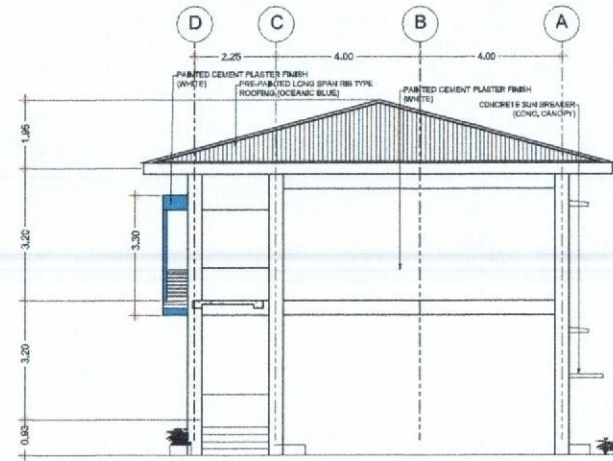 D C B A
2.25 4.00 4.00
PAINTED CEMENT PLASTER FINISH
(WHITE)
PRE-PAINTED LONG SPAN RIB TYPE
ROOFING (OCEANIC BLUE)
PAINTED CEMENT PLASTER FINISH
(WHITE)
CONCRETE SUN BREAKER
(CONC. CANOPY)
1.95
3.20
3.30
3.20
0.93